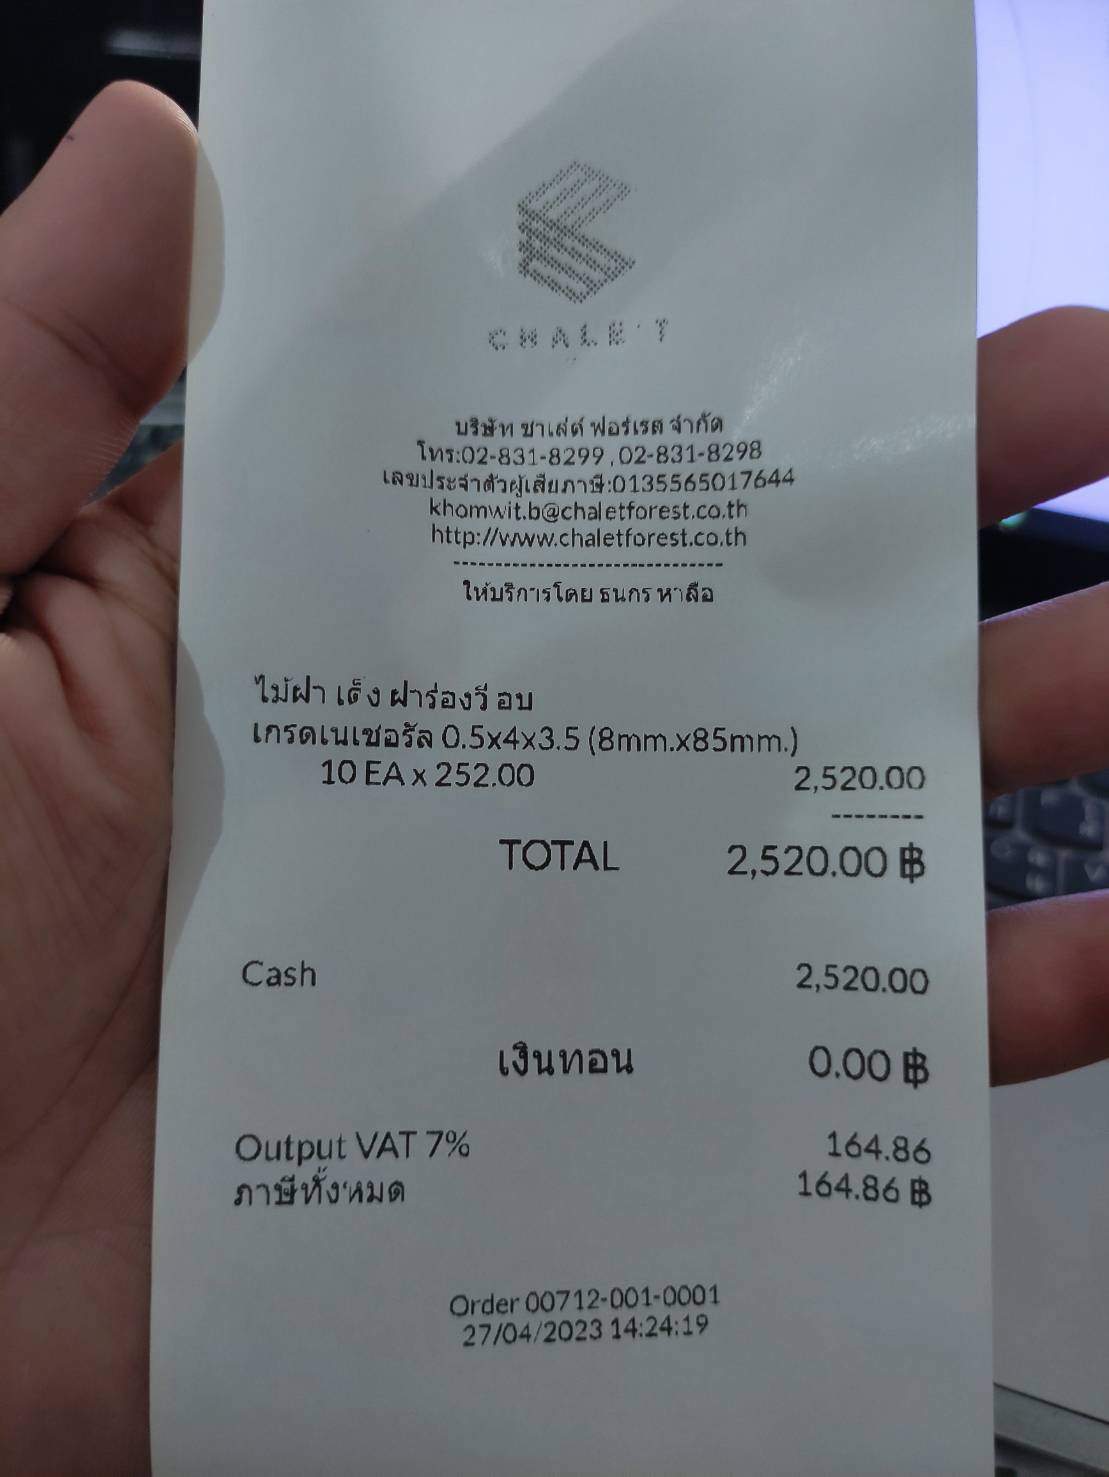 CHALE'T
บริษัท ชาเล่ต์ ฟอร์เรส จำกัด
โทร:02-831-8299,02-831-8298
เลขประจำตัวผู้เสียภาษี:0135565017644
khomwit.b@chaletforest.co.th
http://www.chaletforest.co.th
--------------------------------
ให้บริการโดย ธนกร หาลือ
ไม้ฝา เต็ง ฝาร่องวี อบ
เกรดเนเชอรัล 0.5x4x3.5 (8mm.x85mm.)
10 EA x 252.00 2,520.00
--------
TOTAL 2,520.00 ฿
Cash 2,520.00
เงินทอน 0.00 ฿
Output VAT 7% 164.86
ภาษีทั้งหมด 164.86 ฿
Order 00712-001-0001
27/04/2023 14:24:19